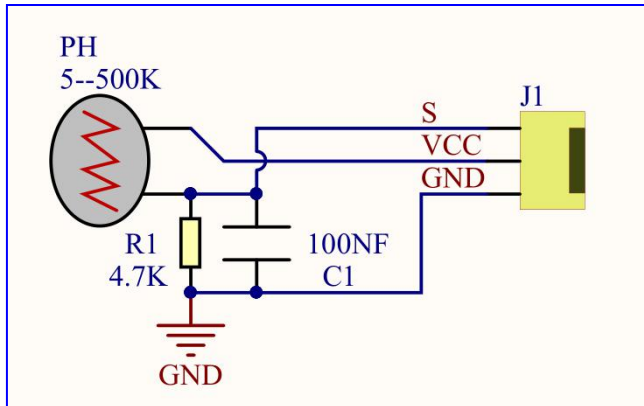 PH
5--500K
J1
S
VCC
GND
R1
4.7K
100NF
C1
GND